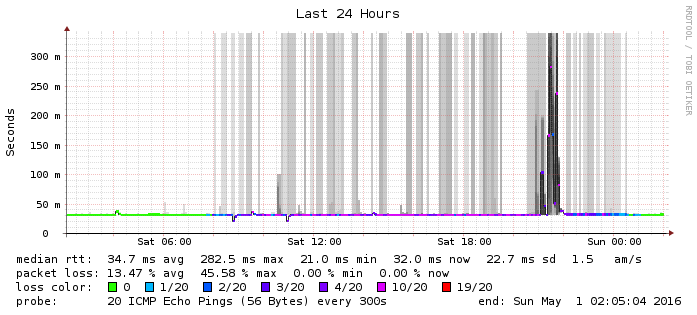 Last 24 Hours
RRDTOOL / TOBI OETIKER
Seconds
300 m
250 m
200 m
150 m
100 m
50 m
0
Sat 06:00 Sat 12:00 Sat 18:00 Sun 00:00
median rtt: 34.7 ms avg 282.5 ms max 21.0 ms min 32.0 ms now 22.7 ms sd 1.5 am/s
packet loss: 13.47 % avg 45.58 % max 0.00 % min 0.00 % now
loss color: 0 1/20 2/20 3/20 4/20 10/20 19/20
probe: 20 ICMP Echo Pings (56 Bytes) every 300s end: Sun May 1 02:05:04 2016